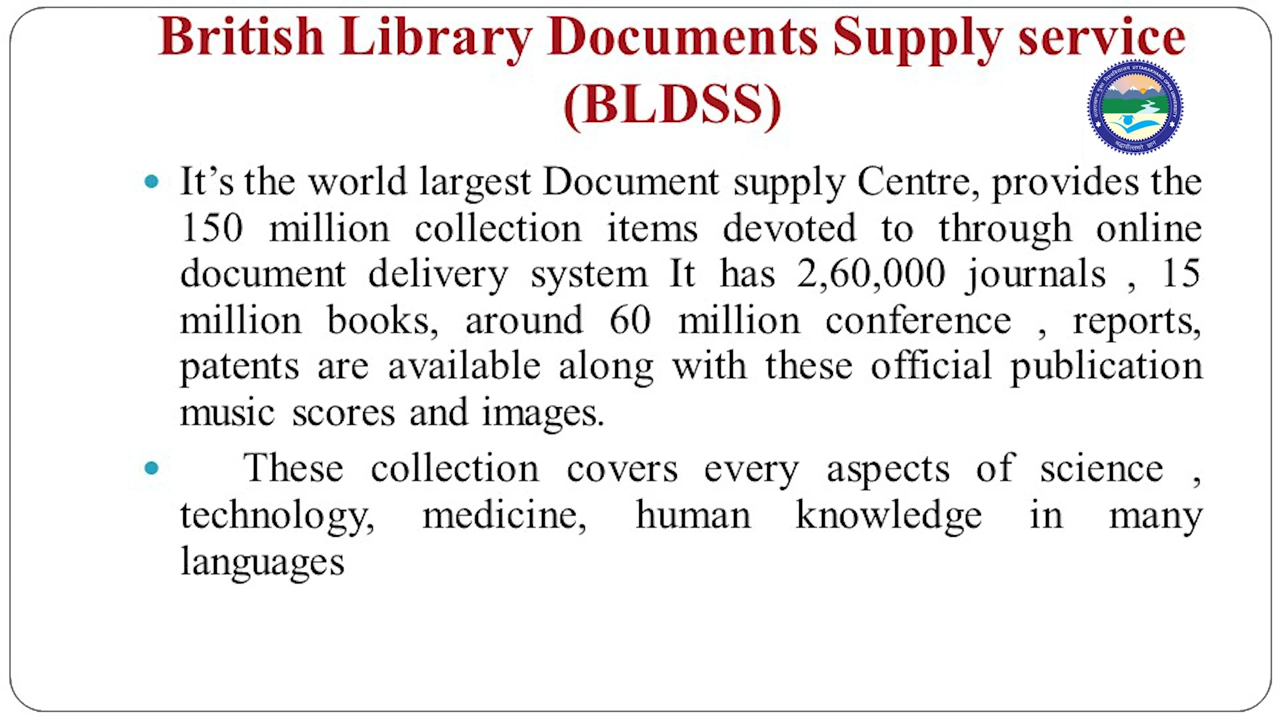 British Library Documents Supply service
(BLDSS)
• It’s the world largest Document supply Centre, provides the
150 million collection items devoted to through online
document delivery system It has 2,60,000 journals , 15
million books, around 60 million conference , reports,
patents are available along with these official publication
music scores and images.
• These collection covers every aspects of science ,
technology, medicine, human knowledge in many
languages
UTTARAKHAND OPEN UNIVERSITY